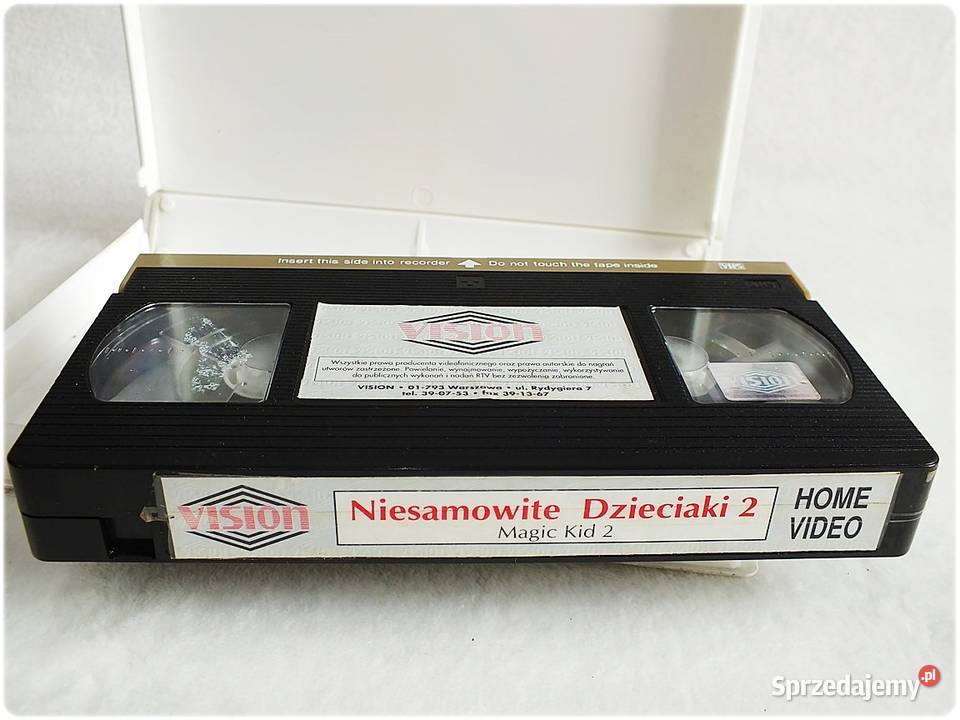 Insert this side into recorder Do not touch the tape inside
VHS
VISION
Wszystkie prawa producenta videofonicznego oraz prawa autorskie do nagrań
utworów zastrzeżone. Powielanie, wynajmowanie, wypożyczanie, wykorzystywanie
do publicznych wykonań i nadań RTV bez zezwolenia zabronione.
VISION • 01-793 Warszawa • ul. Rydygiera 7
tel. 39-07-53 • fax 39-13-67
VISION
VISION
Niesamowite Dzieciaki 2
Magic Kid 2
HOME
VIDEO
Sprzedajemy.pl